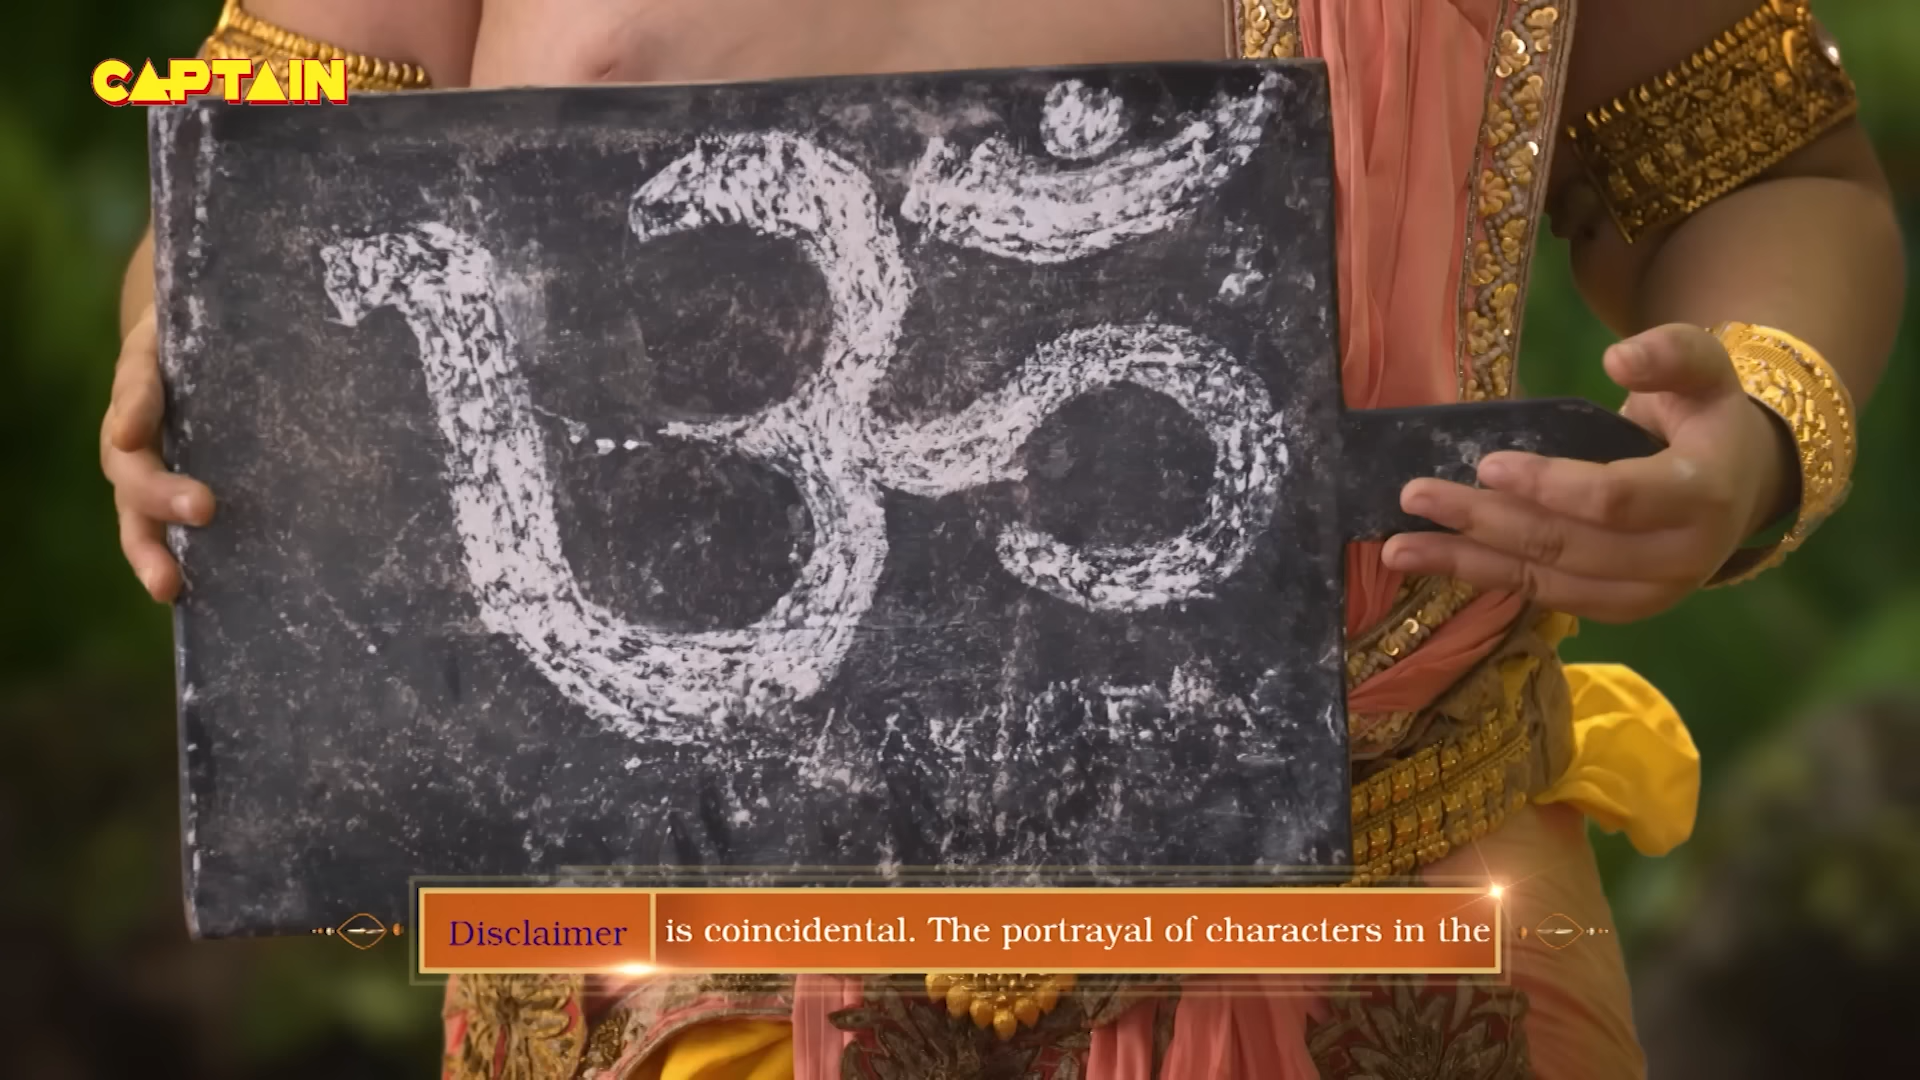 CAPTAIN
ॐ
Disclaimer is coincidental. The portrayal of characters in the